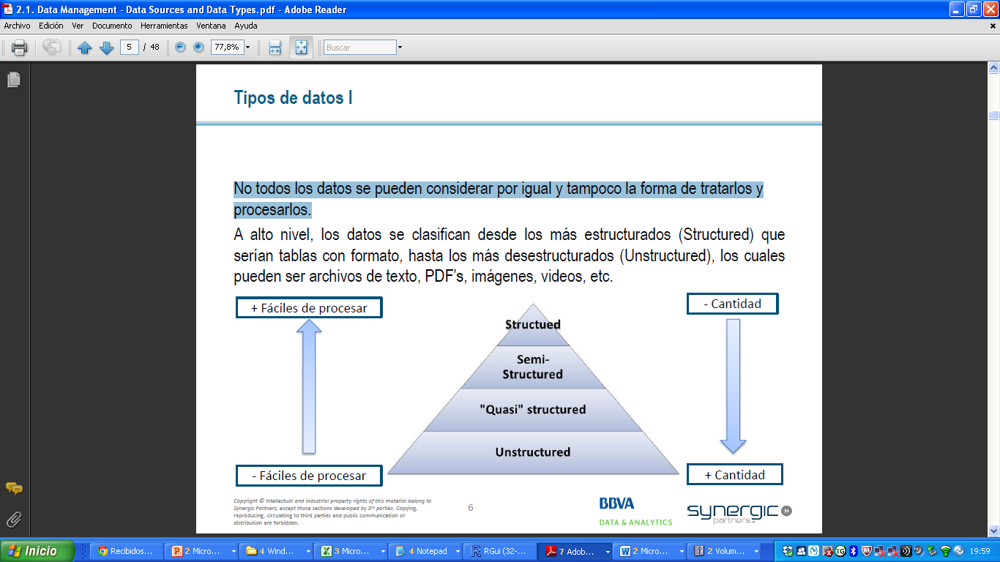 2.1. Data Management - Data Sources and Data Types.pdf - Adobe Reader
Archivo Edición Ver Documento Herramientas Ventana Ayuda
5 / 48 77,8% Buscar
Tipos de datos I
No todos los datos se pueden considerar por igual y tampoco la forma de tratarlos y
procesarlos.
A alto nivel, los datos se clasifican desde los más estructurados (Structured) que
serían tablas con formato, hasta los más desestructurados (Unstructured), los cuales
pueden ser archivos de texto, PDF's, imágenes, videos, etc.
+ Fáciles de procesar
- Cantidad
Structued
Semi-
Structured
"Quasi" structured
Unstructured
- Fáciles de procesar
+ Cantidad
Copyright © Intellectual and industrial property rights of this material belong to
Synergic Partners, except those sections developed by 3rd parties. Copying,
reproducing, circulating to third parties and public communication or
distribution are forbidden.
6
BBVA
DATA & ANALYTICS
synergic
partners
Inicio Recibidos... 2 Micro... 4 Wind... 3 Micro... 4 Notepad RGui (32-... 7 Adob... 2 Micro... 2 Volum... 19:59